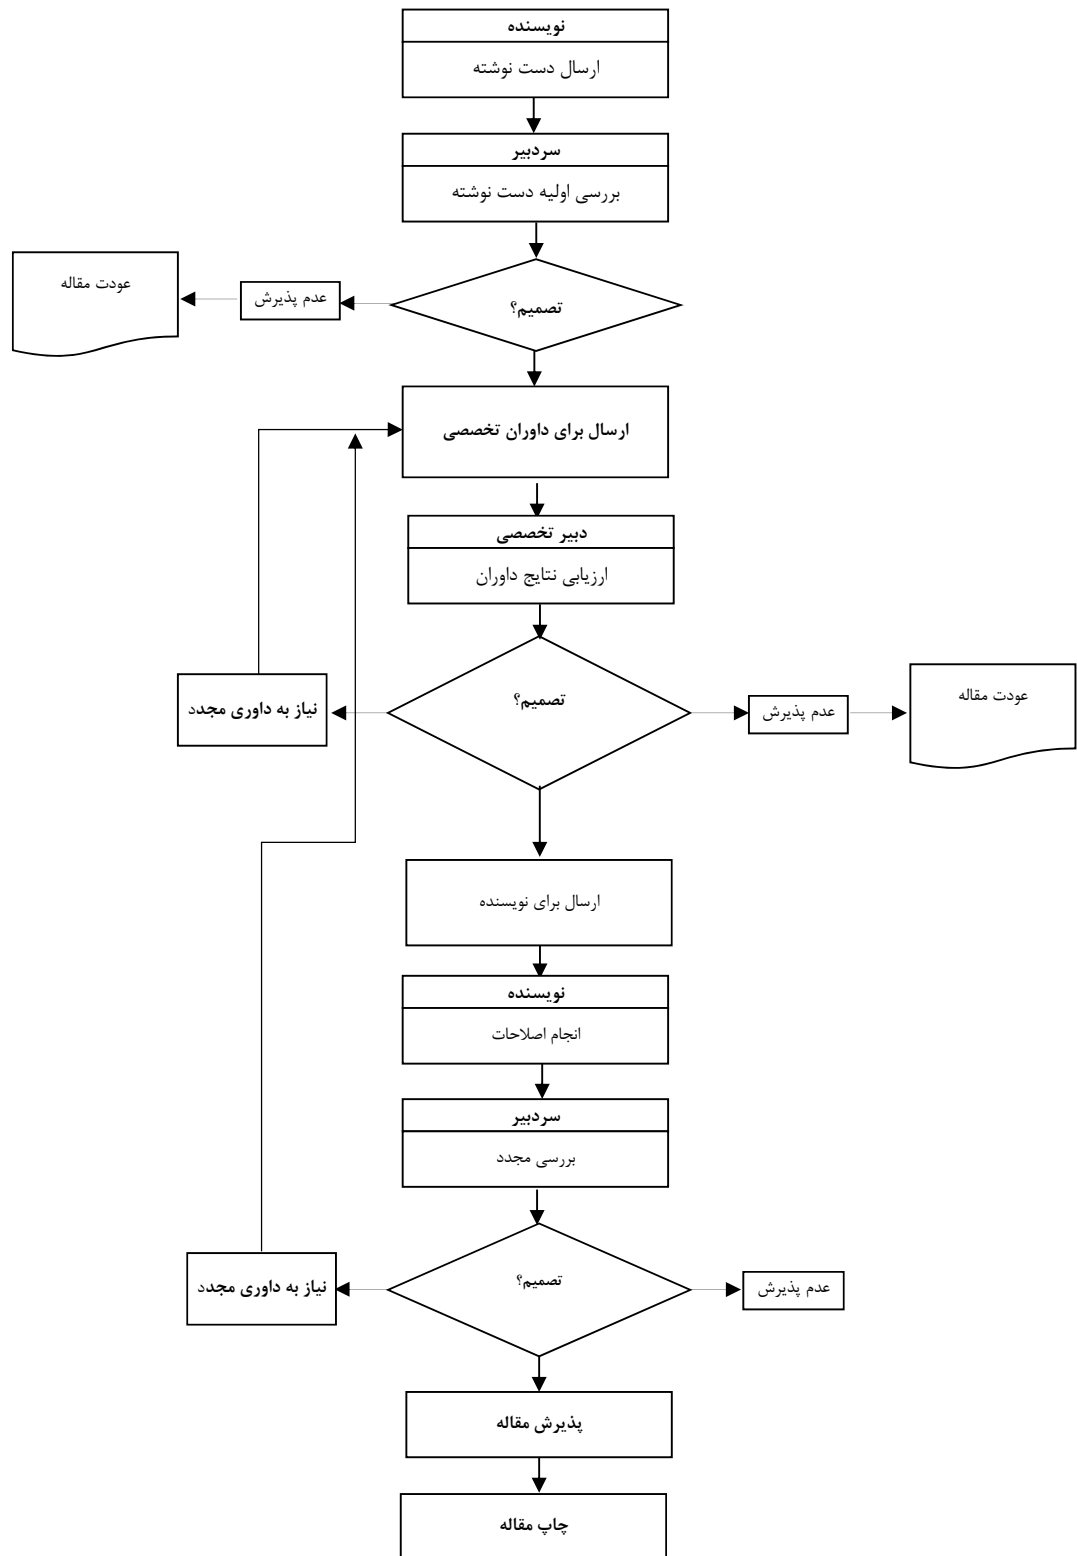 نویسنده
ارسال دست نوشته
سردبیر
بررسی اولیه دست نوشته
تصمیم؟
عدم پذیرش
عودت مقاله
ارسال برای داوران تخصصی
دبیر تخصصی
ارزیابی نتایج داوران
عودت مقاله
عدم پذیرش
تصمیم؟
نیاز به داوری مجدد
ارسال برای نویسنده
نویسنده
انجام اصلاحات
سردبیر
بررسی مجدد
عدم پذیرش
تصمیم؟
نیاز به داوری مجدد
پذیرش مقاله
چاپ مقاله